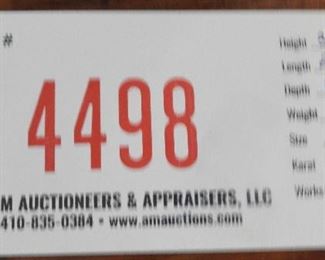 #
4498
M AUCTIONEERS & APPRAISERS, LLC
410-835-0384 • www.amauctions.com
Height
Length
Depth
Weight
Size
Karat
Works